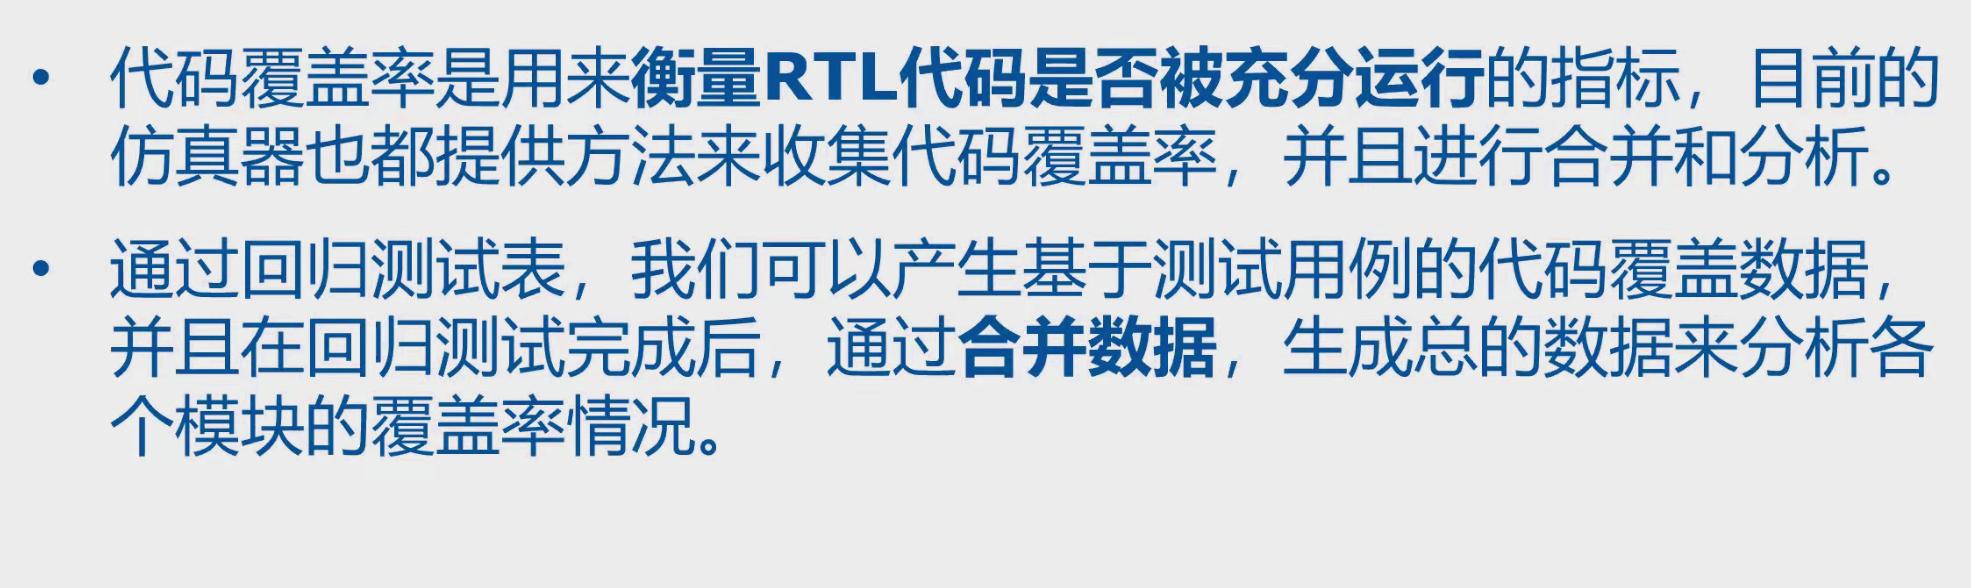 • 代码覆盖率是用来衡量RTL代码是否被充分运行的指标，目前的
仿真器也都提供方法来收集代码覆盖率，并且进行合并和分析。
• 通过回归测试表，我们可以产生基于测试用例的代码覆盖数据，
并且在回归测试完成后，通过合并数据，生成总的数据来分析各
个模块的覆盖率情况。